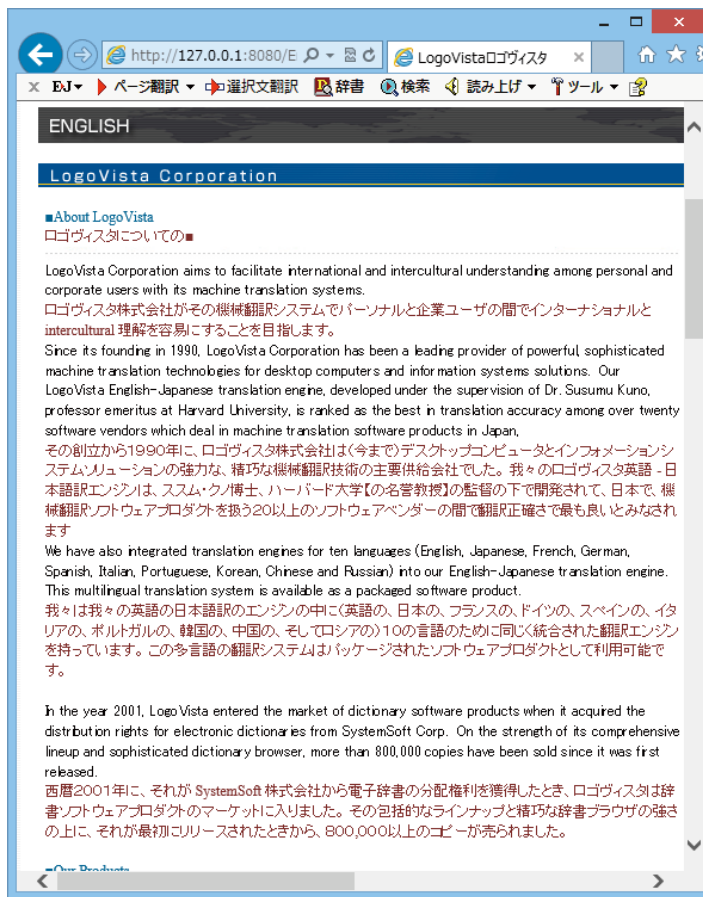 http://127.0.0.1:8080/E
LogoVistaロゴヴィスタ
ページ翻訳
選択文翻訳
辞書
検索
読み上げ
ツール
ENGLISH
LogoVista Corporation
■About LogoVista
ロゴヴィスタについての■
LogoVista Corporation aims to facilitate international and intercultural understanding among personal and
corporate users with its machine translation systems.
ロゴヴィスタ株式会社がその機械翻訳システムでパーソナルと企業ユーザの間でインターナショナルと
intercultural 理解を容易にすることを目指します。
Since its founding in 1990, LogoVista Corporation has been a leading provider of powerful, sophisticated
machine translation technologies for desktop computers and information systems solutions. Our
LogoVista English-Japanese translation engine, developed under the supervision of Dr. Susumu Kuno,
professor emeritus at Harvard University, is ranked as the best in translation accuracy among over twenty
software vendors which deal in machine translation software products in Japan,
その創立から1990年に、ロゴヴィスタ株式会社は(今まで)デスクトップコンピュータとインフォメーションシ
ステムソリューションの強力な、精巧な機械翻訳技術の主要供給会社でした。我々のロゴヴィスタ英語 - 日
本語訳エンジンは、ススム・クノ博士、ハーバード大学【の名誉教授】の監督の下で開発されて、日本で、機
械翻訳ソフトウェアプロダクトを扱う20以上のソフトウェアベンダーの間で翻訳正確さで最も良いとみなされ
ます
We have also integrated translation engines for ten languages (English, Japanese, French, German,
Spanish, Italian, Portuguese, Korean, Chinese and Russian) into our English-Japanese translation engine.
This multilingual translation system is available as a packaged software product.
我々は我々の英語の日本語訳のエンジンの中に(英語の、日本の、フランスの、ドイツの、スペインの、イタ
リアの、ポルトガルの、韓国の、中国の、そしてロシアの)10の言語のために同じく統合された翻訳エンジン
を持っています。この多言語の翻訳システムはパッケージされたソフトウェアプロダクトとして利用可能で
す。
In the year 2001, LogoVista entered the market of dictionary software products when it acquired the
distribution rights for electronic dictionaries from SystemSoft Corp. On the strength of its comprehensive
lineup and sophisticated dictionary browser, more than 800,000 copies have been sold since it was first
released.
西暦2001年に、それが SystemSoft 株式会社から電子辞書の分配権利を獲得したとき、ロゴヴィスタは辞
書ソフトウェアプロダクトのマーケットに入りました。その包括的なラインナップと精巧な辞書ブラウザの強さ
の上に、それが最初にリリースされたときから、800,000以上のコピーが売られました。
■Our Products